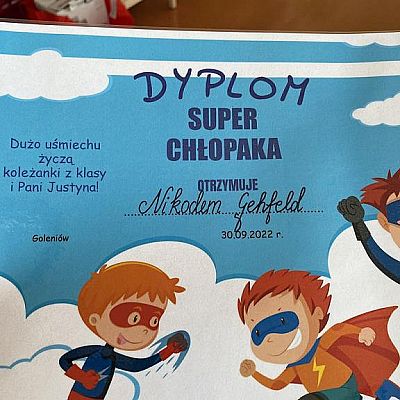 DYPLOM
SUPER
CHŁOPAKA
Dużo uśmiechu
życzą
koleżanki z klasy
i Pani Justyna!
OTRZYMUJE
Nikodem Gehfeld
Goleniów
30.09.2022 r.